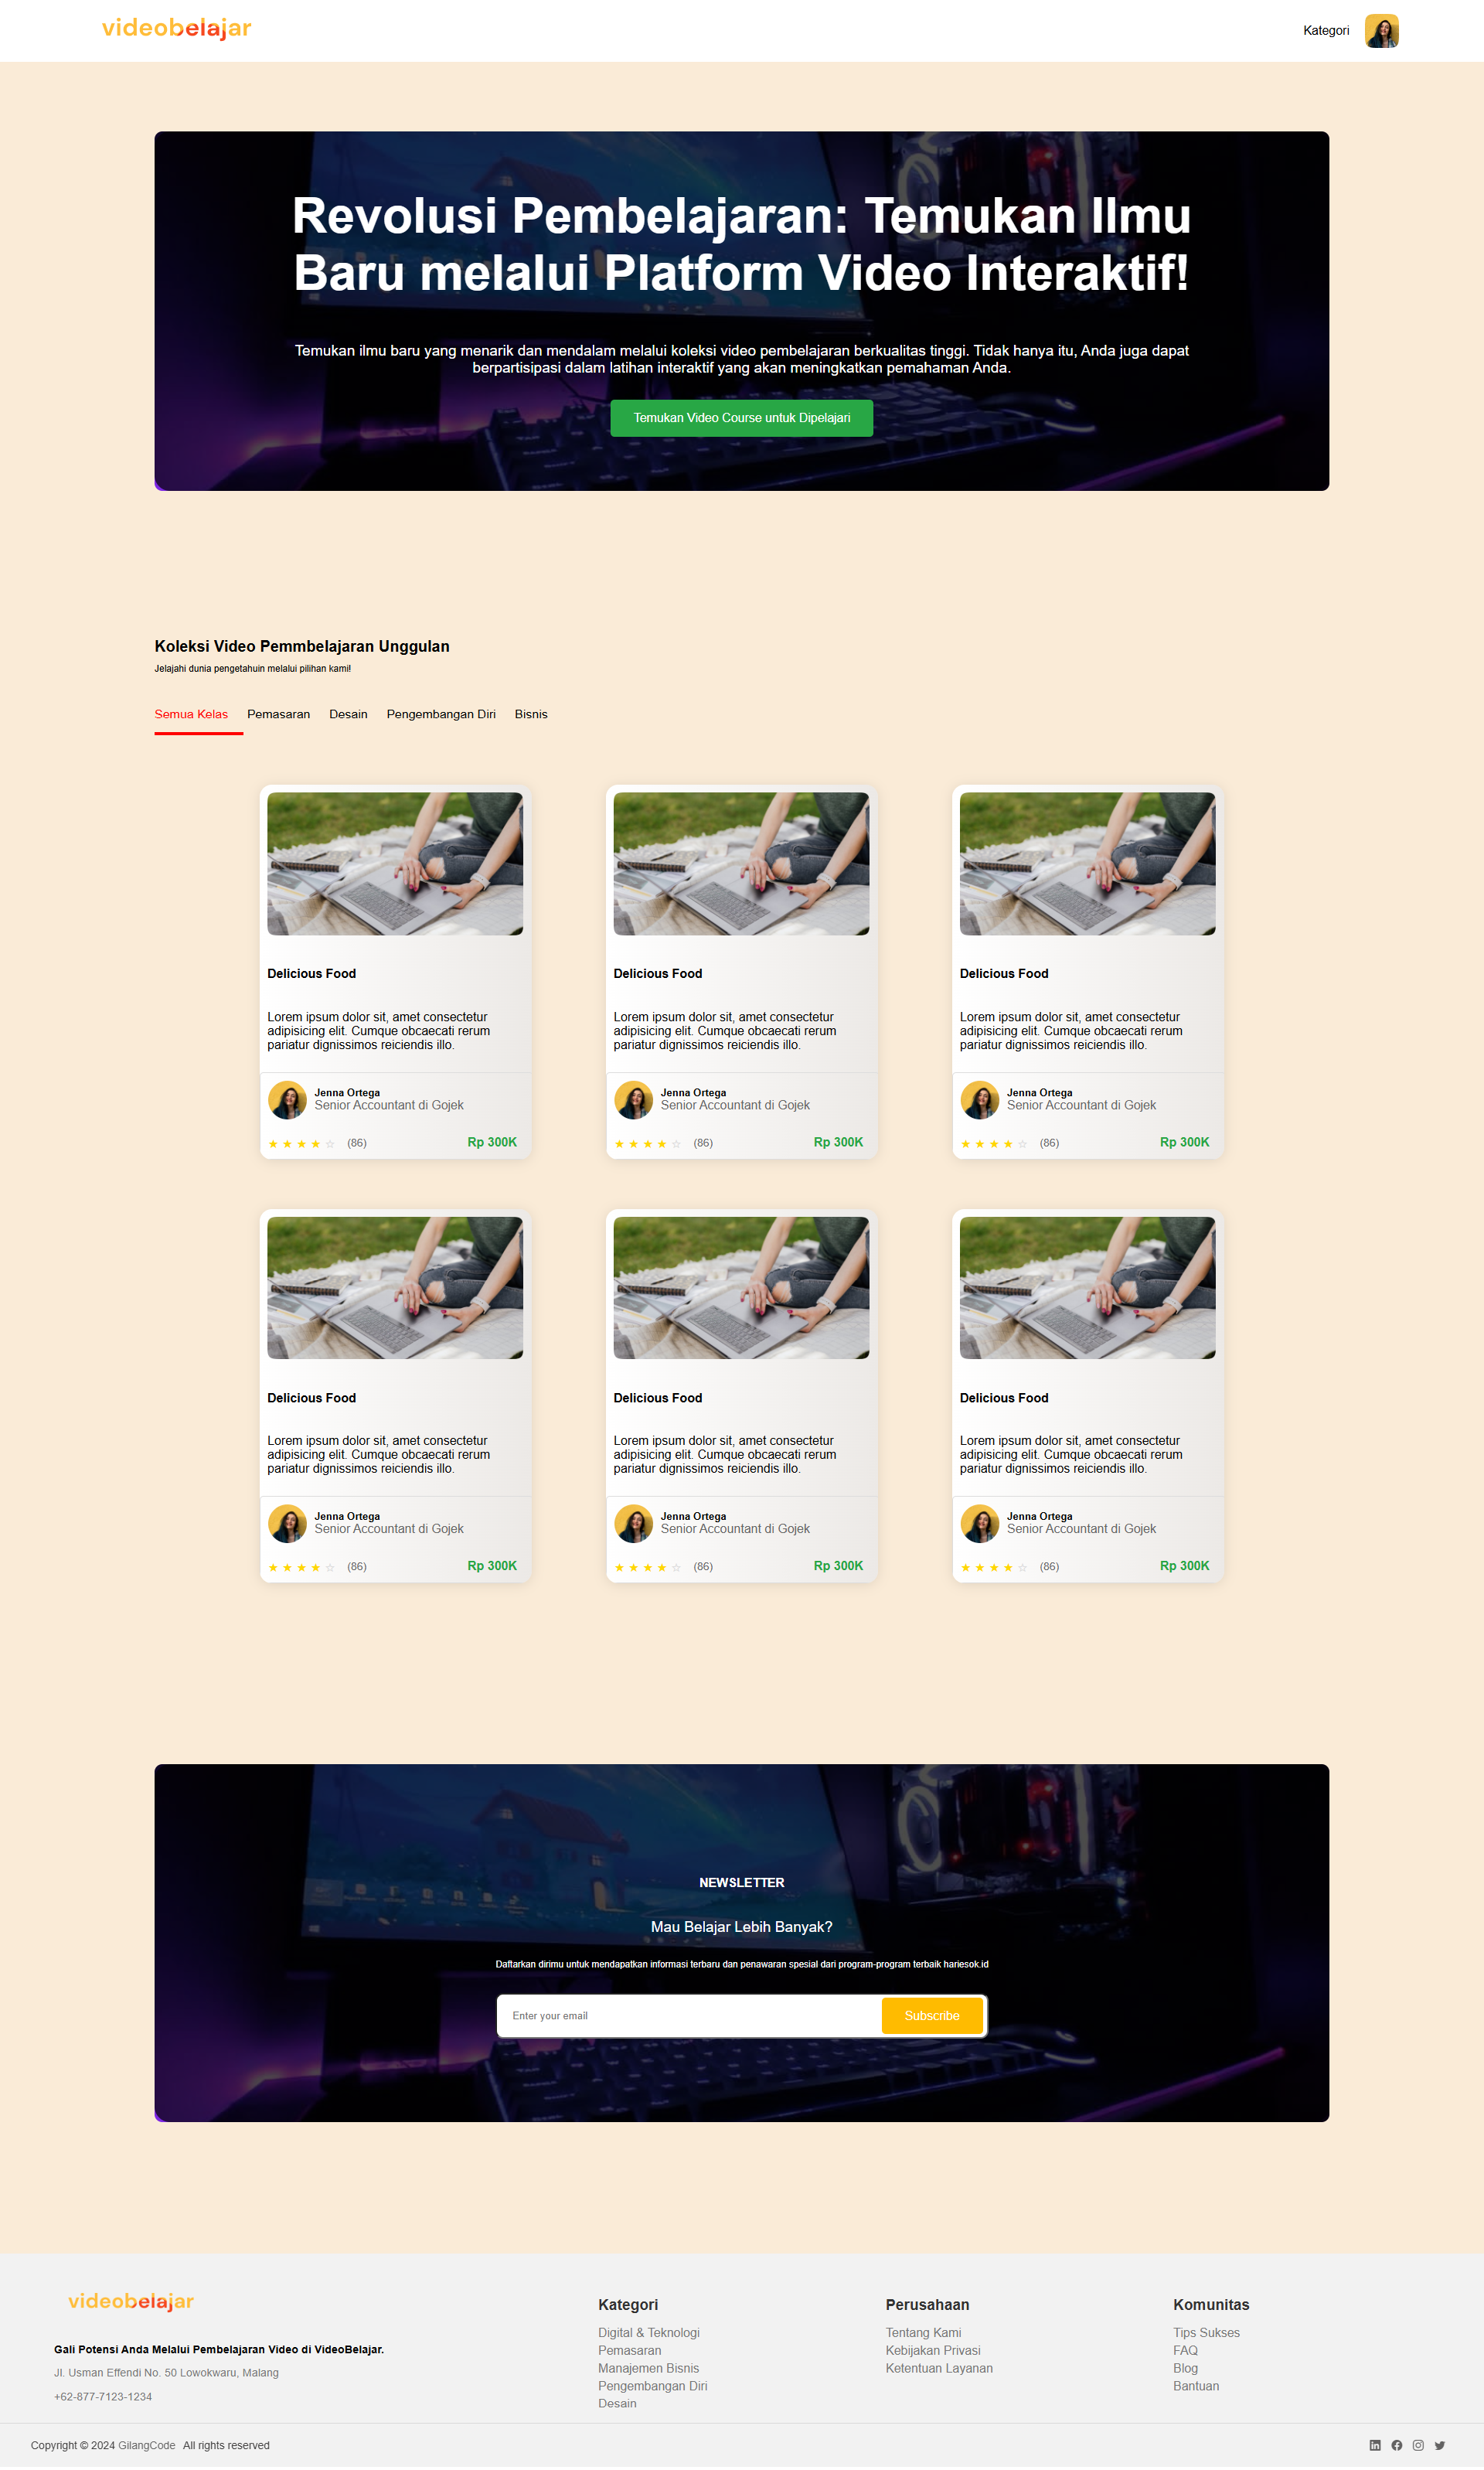 videobelajar
Kategori
Revolusi Pembelajaran: Temukan Ilmu
Baru melalui Platform Video Interaktif!
Temukan ilmu baru yang menarik dan mendalam melalui koleksi video pembelajaran berkualitas tinggi. Tidak hanya itu, Anda juga dapat
berpartisipasi dalam latihan interaktif yang akan meningkatkan pemahaman Anda.
Temukan Video Course untuk Dipelajari
Koleksi Video Pemmbelajaran Unggulan
Jelajahi dunia pengetahuin melalui pilihan kami!
Semua Kelas Pemasaran Desain Pengembangan Diri Bisnis
Delicious Food
Lorem ipsum dolor sit, amet consectetur
adipisicing elit. Cumque obcaecati rerum
pariatur dignissimos reiciendis illo.
Jenna Ortega
Senior Accountant di Gojek
★ ★ ★ ★ ☆ (86) Rp 300K
Delicious Food
Lorem ipsum dolor sit, amet consectetur
adipisicing elit. Cumque obcaecati rerum
pariatur dignissimos reiciendis illo.
Jenna Ortega
Senior Accountant di Gojek
★ ★ ★ ★ ☆ (86) Rp 300K
Delicious Food
Lorem ipsum dolor sit, amet consectetur
adipisicing elit. Cumque obcaecati rerum
pariatur dignissimos reiciendis illo.
Jenna Ortega
Senior Accountant di Gojek
★ ★ ★ ★ ☆ (86) Rp 300K
Delicious Food
Lorem ipsum dolor sit, amet consectetur
adipisicing elit. Cumque obcaecati rerum
pariatur dignissimos reiciendis illo.
Jenna Ortega
Senior Accountant di Gojek
★ ★ ★ ★ ☆ (86) Rp 300K
Delicious Food
Lorem ipsum dolor sit, amet consectetur
adipisicing elit. Cumque obcaecati rerum
pariatur dignissimos reiciendis illo.
Jenna Ortega
Senior Accountant di Gojek
★ ★ ★ ★ ☆ (86) Rp 300K
Delicious Food
Lorem ipsum dolor sit, amet consectetur
adipisicing elit. Cumque obcaecati rerum
pariatur dignissimos reiciendis illo.
Jenna Ortega
Senior Accountant di Gojek
★ ★ ★ ★ ☆ (86) Rp 300K
NEWSLETTER
Mau Belajar Lebih Banyak?
Daftarkan dirimu untuk mendapatkan informasi terbaru dan penawaran spesial dari program-program terbaik hariesok.id
Enter your email
Subscribe
videobelajar
Gali Potensi Anda Melalui Pembelajaran Video di VideoBelajar.
Jl. Usman Effendi No. 50 Lowokwaru, Malang
+62-877-7123-1234
Kategori
Digital & Teknologi
Pemasaran
Manajemen Bisnis
Pengembangan Diri
Desain
Perusahaan
Tentang Kami
Kebijakan Privasi
Ketentuan Layanan
Komunitas
Tips Sukses
FAQ
Blog
Bantuan
Copyright © 2024 GilangCode All rights reserved